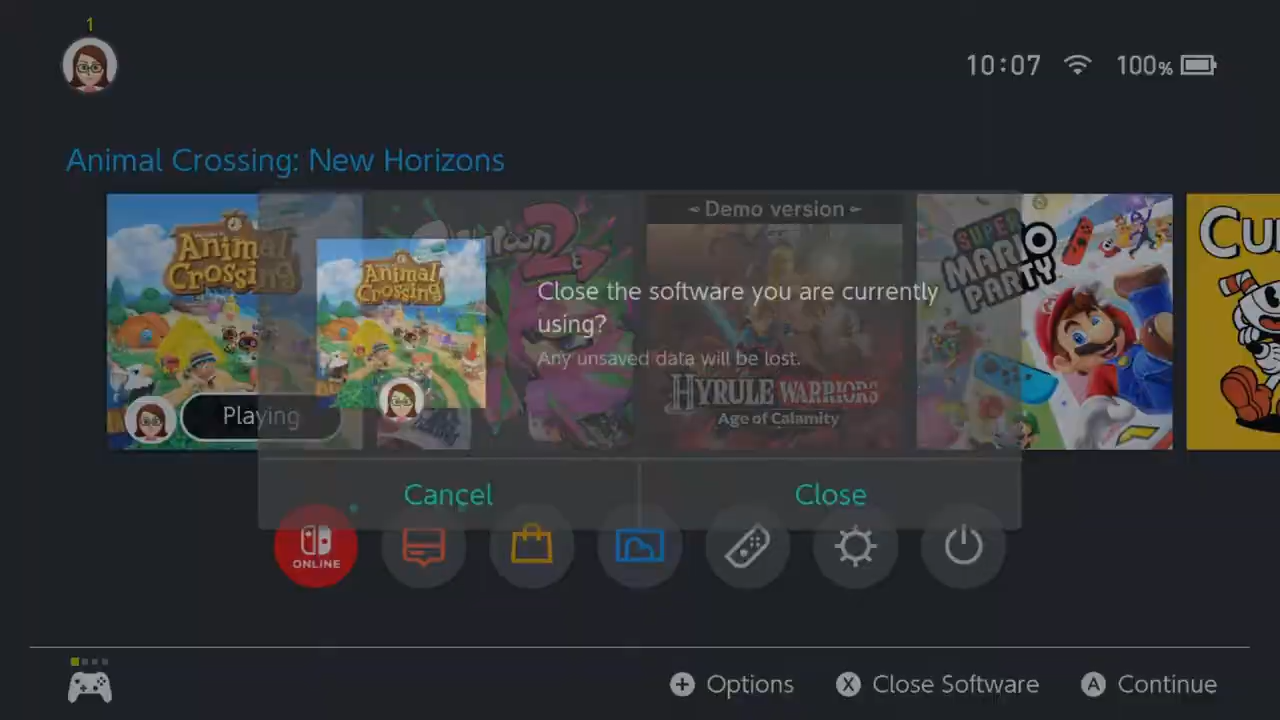 1
10:07
100%
Animal Crossing: New Horizons
Animal
Crossing
Playing
Animal
Crossing
2
Demo version
HYRULE WARRIORS
Age of Calamity
SUPER
MARIO
PARTY
Close the software you are currently
using?
Any unsaved data will be lost.
Cancel
Close
ONLINE
Options
X Close Software
A Continue